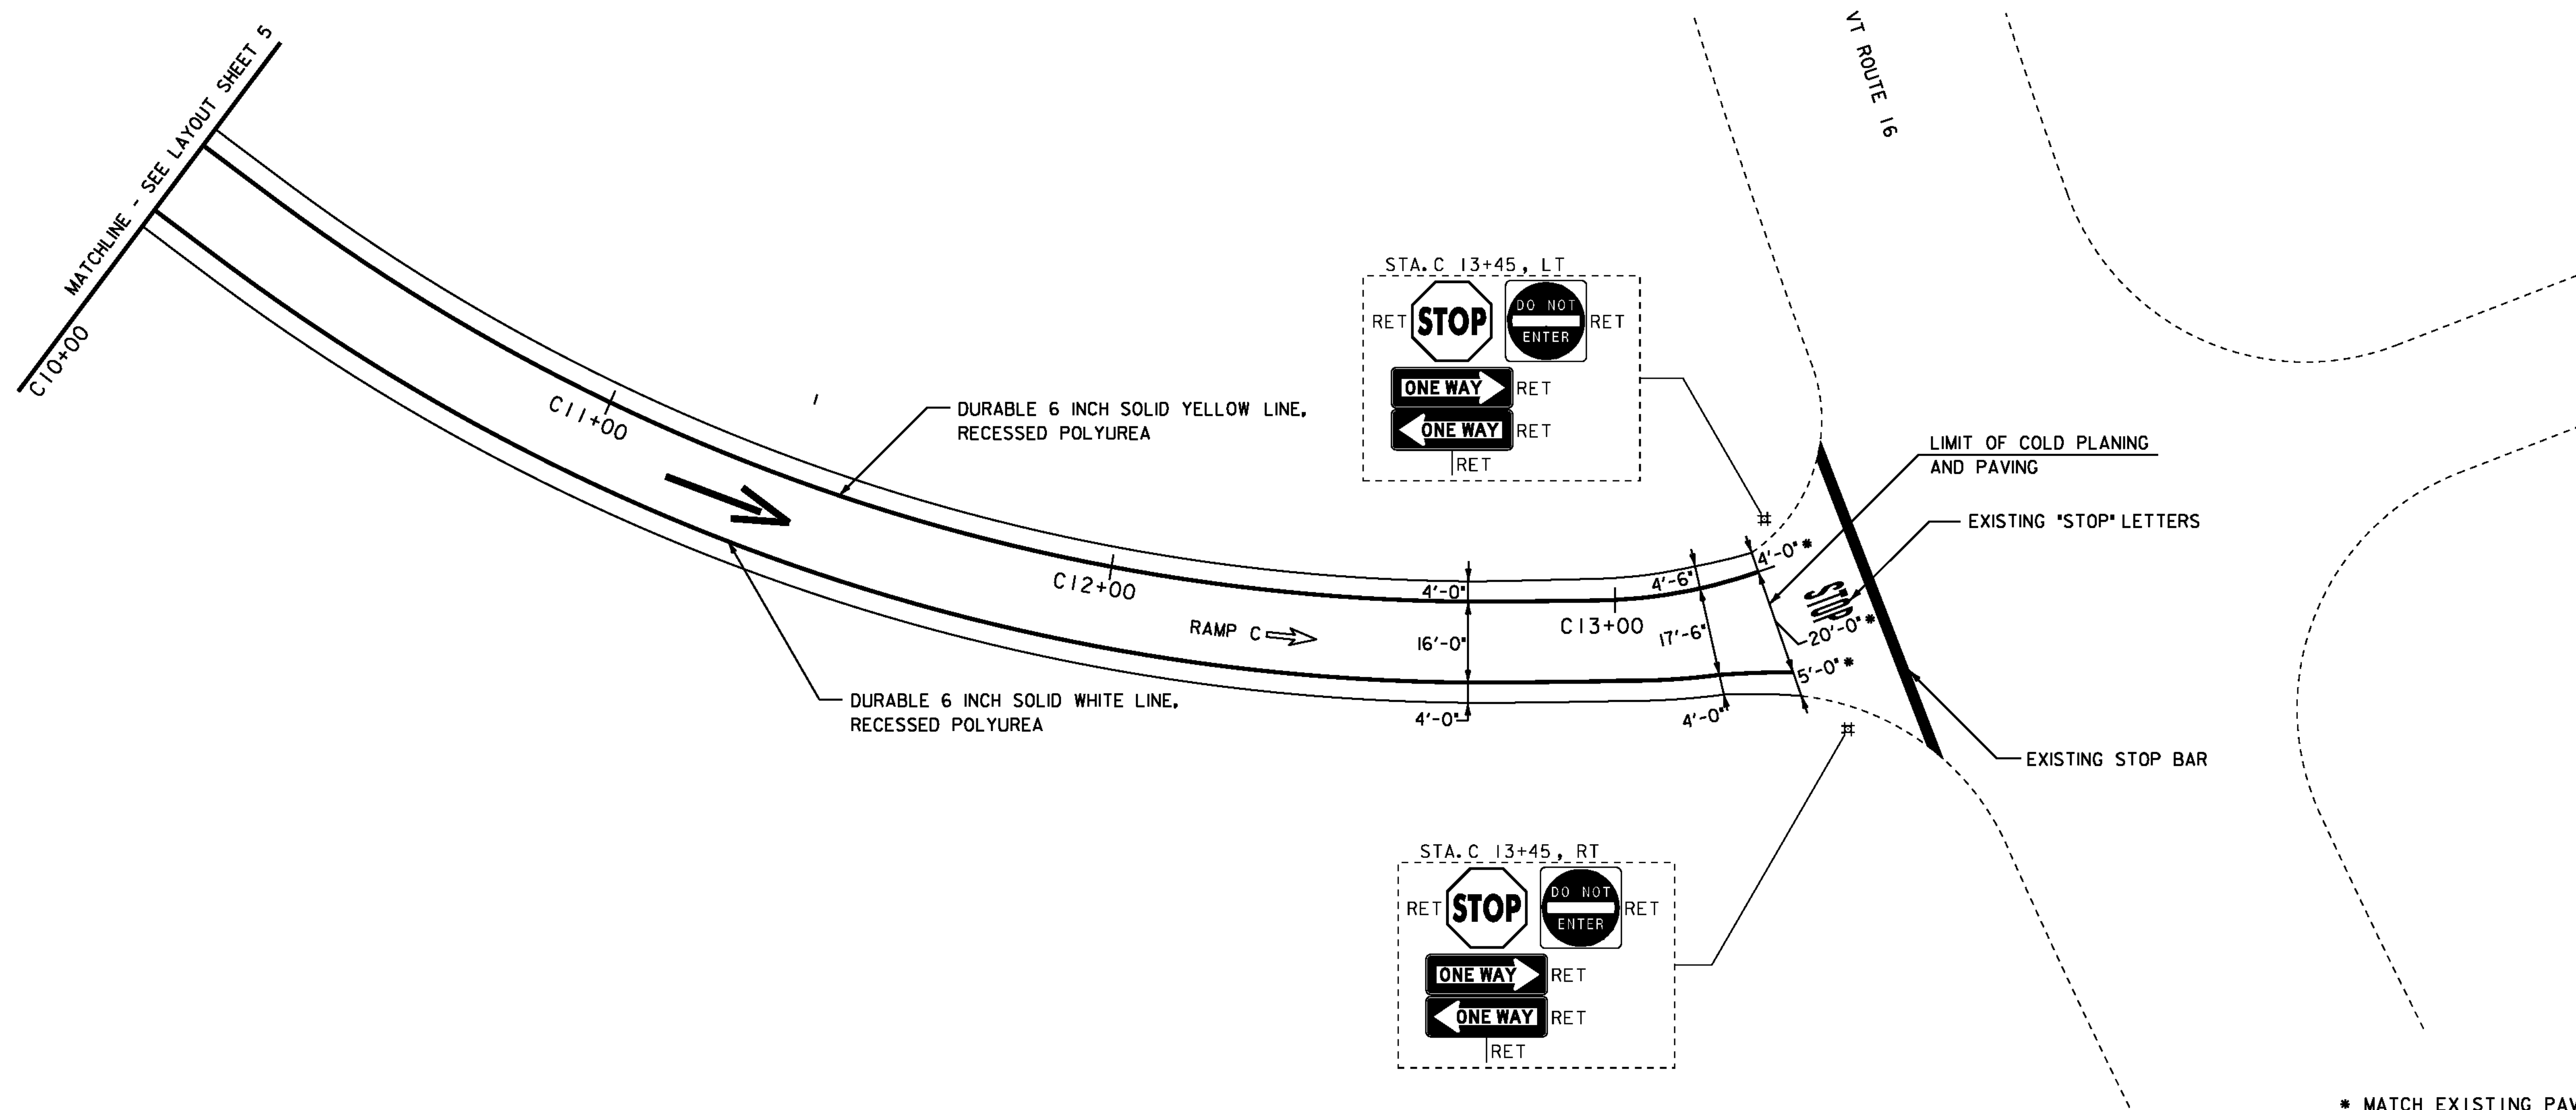 MATCHLINE - SEE LAYOUT SHEET 5
C10+00
C11+00
C12+00
C13+00
VT ROUTE 16
DURABLE 6 INCH SOLID YELLOW LINE,
RECESSED POLYUREA
DURABLE 6 INCH SOLID WHITE LINE,
RECESSED POLYUREA
RAMP C
STA. C 13+45, LT
RET STOP DO NOT ENTER RET
ONE WAY RET
ONE WAY RET
RET
LIMIT OF COLD PLANING
AND PAVING
EXISTING "STOP" LETTERS
STOP
4'-0"
16'-0"
4'-0"
4'-6"
17'-6"
4'-0"
4'-0"*
20'-0"*
5'-0"*
EXISTING STOP BAR
STA. C 13+45, RT
RET STOP DO NOT ENTER RET
ONE WAY RET
ONE WAY RET
RET
* MATCH EXISTING